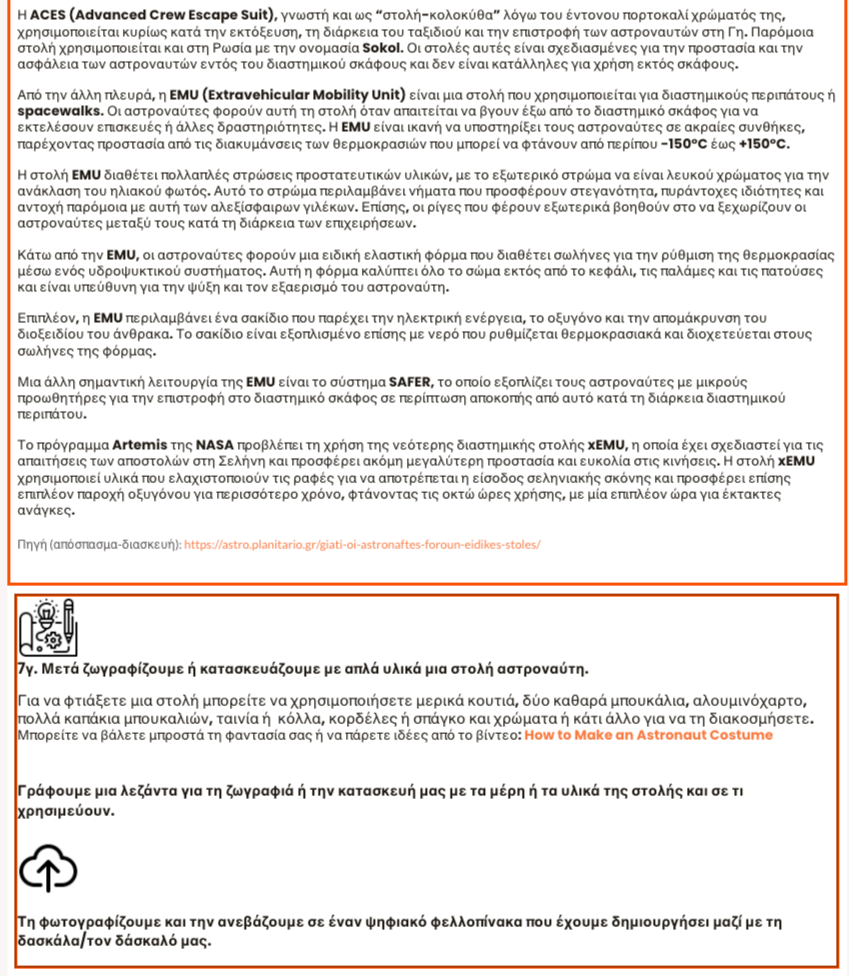 Η ACES (Advanced Crew Escape Suit), γνωστή και ως “στολή-κολοκύθα” λόγω του έντονου πορτοκαλί χρώματός της,
χρησιμοποιείται κυρίως κατά την εκτόξευση, τη διάρκεια του ταξιδιού και την επιστροφή των αστροναυτών στη Γη. Παρόμοια
στολή χρησιμοποιείται και στη Ρωσία με την ονομασία Sokol. Οι στολές αυτές είναι σχεδιασμένες για την προστασία και την
ασφάλεια των αστροναυτών εντός του διαστημικού σκάφους και δεν είναι κατάλληλες για χρήση εκτός σκάφους.
Από την άλλη πλευρά, η EMU (Extravehicular Mobility Unit) είναι μια στολή που χρησιμοποιείται για διαστημικούς περιπάτους ή
spacewalks. Οι αστροναύτες φορούν αυτή τη στολή όταν απαιτείται να βγουν έξω από το διαστημικό σκάφος για να
εκτελέσουν επισκευές ή άλλες δραστηριότητες. Η EMU είναι ικανή να υποστηρίξει τους αστροναύτες σε ακραίες συνθήκες,
παρέχοντας προστασία από τις διακυμάνσεις των θερμοκρασιών που μπορεί να φτάνουν από περίπου -150°C έως +150°C.
Η στολή EMU διαθέτει πολλαπλές στρώσεις προστατευτικών υλικών, με το εξωτερικό στρώμα να είναι λευκού χρώματος για την
ανάκλαση του ηλιακού φωτός. Αυτό το στρώμα περιλαμβάνει νήματα που προσφέρουν στεγανότητα, πυράντοχες ιδιότητες και
αντοχή παρόμοια με αυτή των αλεξίσφαιρων γιλέκων. Επίσης, οι ρίγες που φέρουν εξωτερικά βοηθούν στο να ξεχωρίζουν οι
αστροναύτες μεταξύ τους κατά τη διάρκεια των επιχειρήσεων.
Κάτω από την EMU, οι αστροναύτες φορούν μια ειδική ελαστική φόρμα που διαθέτει σωλήνες για την ρύθμιση της θερμοκρασίας
μέσω ενός υδροψυκτικού συστήματος. Αυτή η φόρμα καλύπτει όλο το σώμα εκτός από το κεφάλι, τις παλάμες και τις πατούσες
και είναι υπεύθυνη για την ψύξη και τον εξαερισμό του αστροναύτη.
Επιπλέον, η EMU περιλαμβάνει ένα σακίδιο που παρέχει την ηλεκτρική ενέργεια, το οξυγόνο και την απομάκρυνση του
διοξειδίου του άνθρακα. Το σακίδιο είναι εξοπλισμένο επίσης με νερό που ρυθμίζεται θερμοκρασιακά και διοχετεύεται στους
σωλήνες της φόρμας.
Μια άλλη σημαντική λειτουργία της EMU είναι το σύστημα SAFER, το οποίο εξοπλίζει τους αστροναύτες με μικρούς
προωθητήρες για την επιστροφή στο διαστημικό σκάφος σε περίπτωση αποκοπής από αυτό κατά τη διάρκεια διαστημικού
περιπάτου.
Το πρόγραμμα Artemis της NASA προβλέπει τη χρήση της νεότερης διαστημικής στολής xEMU, η οποία έχει σχεδιαστεί για τις
απαιτήσεις των αποστολών στη Σελήνη και προσφέρει ακόμη μεγαλύτερη προστασία και ευκολία στις κινήσεις. Η στολή xEMU
χρησιμοποιεί υλικά που ελαχιστοποιούν τις ραφές για να αποτρέπεται η είσοδος σεληνιακής σκόνης και προσφέρει επίσης
επιπλέον παροχή οξυγόνου για περισσότερο χρόνο, φτάνοντας τις οκτώ ώρες χρήσης, με μία επιπλέον ώρα για έκτακτες
ανάγκες.
Πηγή (απόσπασμα-διασκευή): https://astro.planitario.gr/giati-oi-astronaftes-foroun-eidikes-stoles/
7γ. Μετά ζωγραφίζουμε ή κατασκευάζουμε με απλά υλικά μια στολή αστροναύτη.
Για να φτιάξετε μια στολή μπορείτε να χρησιμοποιήσετε μερικά κουτιά, δύο καθαρά μπουκάλια, αλουμινόχαρτο,
πολλά καπάκια μπουκαλιών, ταινία ή κόλλα, κορδέλες ή σπάγκο και χρώματα ή κάτι άλλο για να τη διακοσμήσετε.
Μπορείτε να βάλετε μπροστά τη φαντασία σας ή να πάρετε ιδέες από το βίντεο: How to Make an Astronaut Costume
Γράφουμε μια λεζάντα για τη ζωγραφιά ή την κατασκευή μας με τα μέρη ή τα υλικά της στολής και σε τι
χρησιμεύουν.
Τη φωτογραφίζουμε και την ανεβάζουμε σε έναν ψηφιακό φελλοπίνακα που έχουμε δημιουργήσει μαζί με τη
δασκάλα/τον δάσκαλό μας.